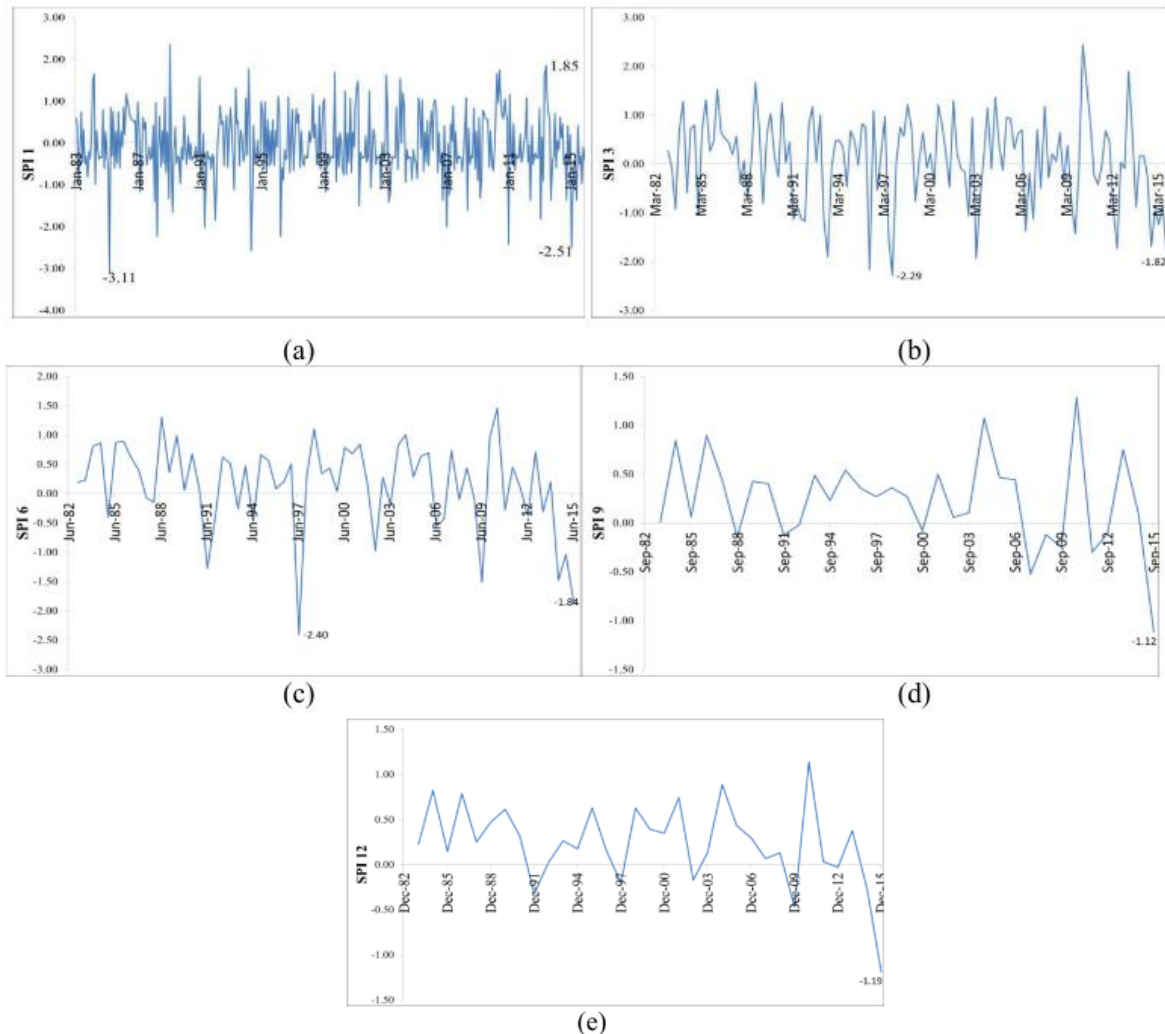 3.00
2.00
1.00
0.00
-1.00
-2.00
-3.00
-4.00
SPI 1
Jan-83
Jan-87
Jan-91
Jan-95
Jan-99
Jan-03
Jan-07
Jan-11
Jan-15
1.85
-2.51
-3.11
(a)
3.00
2.00
1.00
0.00
-1.00
-2.00
-3.00
SPI 3
Mar-82
Mar-85
Mar-88
Mar-91
Mar-94
Mar-97
Mar-00
Mar-03
Mar-06
Mar-09
Mar-12
Mar-15
-2.29
-1.82
(b)
2.00
1.50
1.00
0.50
0.00
-0.50
-1.00
-1.50
-2.00
-2.50
-3.00
SPI 6
Jun-82
Jun-85
Jun-88
Jun-91
Jun-94
Jun-97
Jun-00
Jun-03
Jun-06
Jun-09
Jun-12
Jun-15
-2.40
-1.84
(c)
1.50
1.00
0.50
0.00
-0.50
-1.00
-1.50
SPI 9
Sep-82
Sep-85
Sep-88
Sep-91
Sep-94
Sep-97
Sep-00
Sep-03
Sep-06
Sep-09
Sep-12
Sep-15
-1.12
(d)
1.50
1.00
0.50
0.00
-0.50
-1.00
-1.50
SPI 12
Dec-82
Dec-85
Dec-88
Dec-91
Dec-94
Dec-97
Dec-00
Dec-03
Dec-06
Dec-09
Dec-12
Dec-15
-1.19
(e)